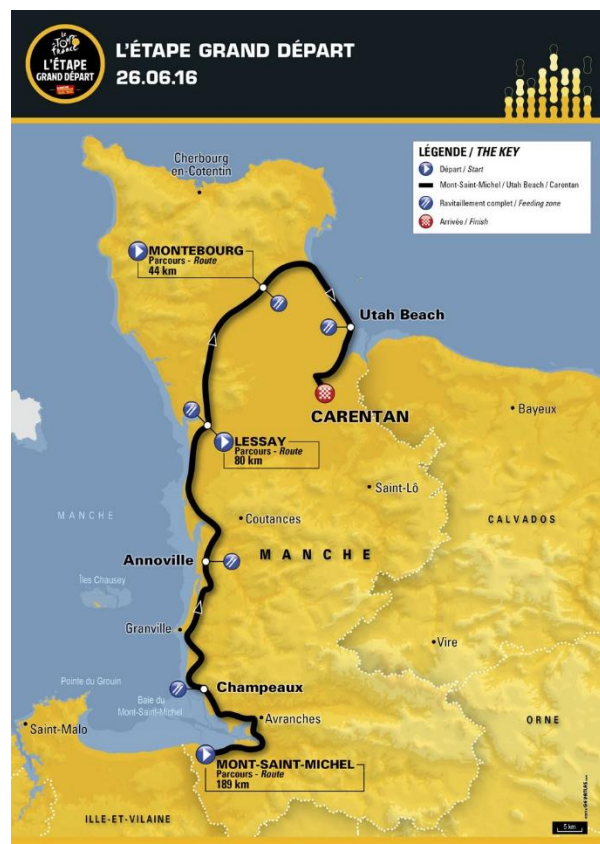 le
TOUR
de
france
L'ÉTAPE
GRAND DÉPART
L'ÉTAPE GRAND DÉPART
26.06.16
LÉGENDE / THE KEY
Départ / Start
Mont-Saint-Michel / Utah Beach / Carentan
Ravitaillement complet / Feeding zone
Arrivée / Finish
Cherbourg
en-Cotentin
MONTEBOURG
Parcours - Route
44 km
Utah Beach
CARENTAN
Bayeux
LESSAY
Parcours - Route
80 km
Saint-Lô
MANCHE
Coutances
CALVADOS
MANCHE
Annoville
Îles Chausey
Granville
Vire
Pointe du Grouin
Champeaux
Baie du
Mont-Saint-Michel
Avranches
ORNE
Saint-Malo
MONT-SAINT-MICHEL
Parcours - Route
189 km
ILLE-ET-VILAINE
5 km